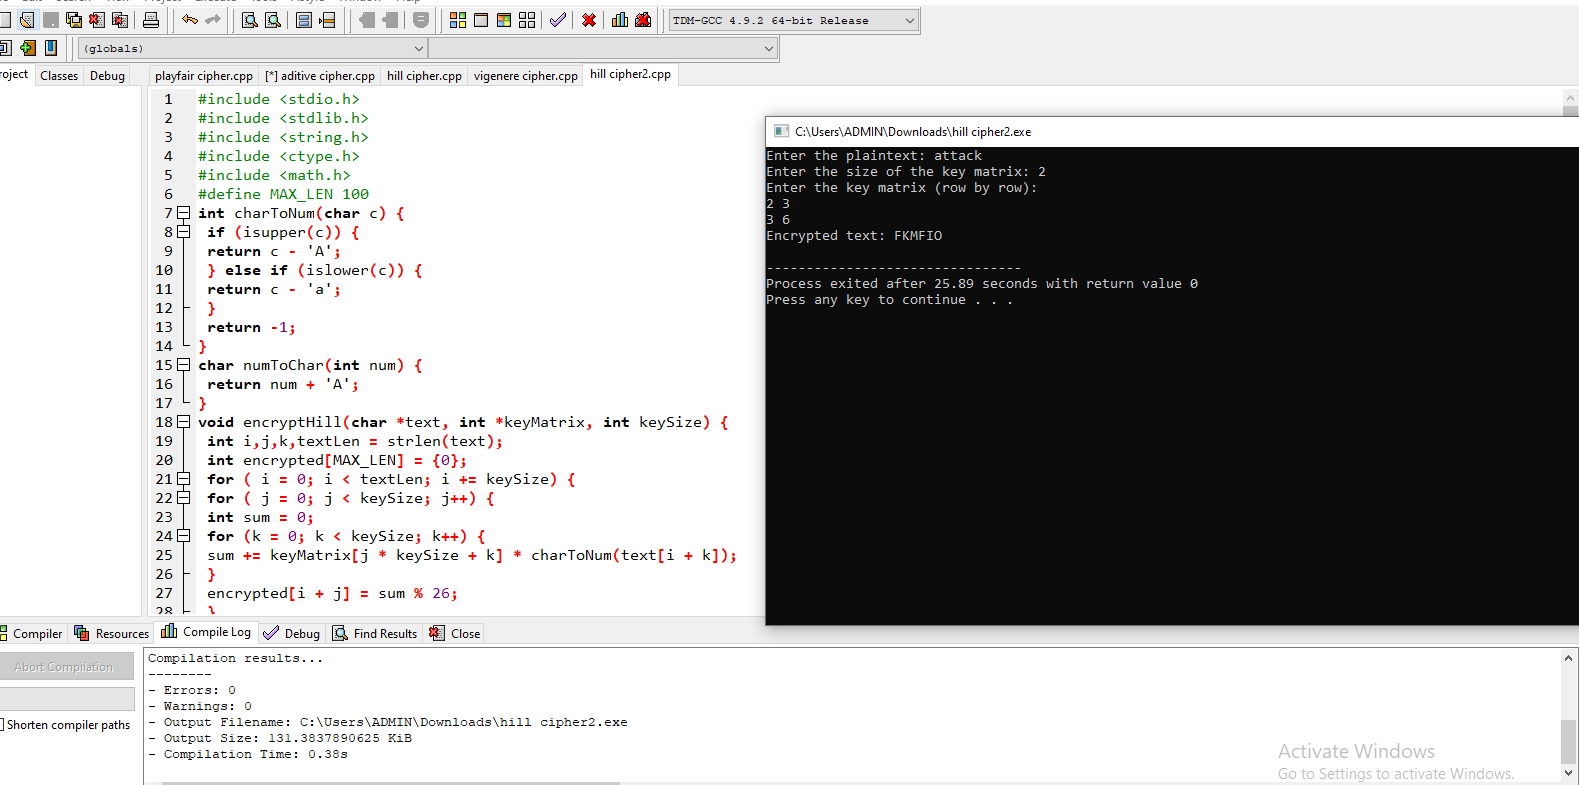 TDM-GCC 4.9.2 64-bit Release
(globals)
roject Classes Debug
playfair cipher.cpp [*] aditive cipher.cpp hill cipher.cpp vigenere cipher.cpp hill cipher2.cpp
1 #include <stdio.h>
2 #include <stdlib.h>
3 #include <string.h>
4 #include <ctype.h>
5 #include <math.h>
6 #define MAX_LEN 100
7 int charToNum(char c) {
8 if (isupper(c)) {
9 return c - 'A';
10 } else if (islower(c)) {
11 return c - 'a';
12 }
13 return -1;
14 }
15 char numToChar(int num) {
16 return num + 'A';
17 }
18 void encryptHill(char *text, int *keyMatrix, int keySize) {
19 int i,j,k,textLen = strlen(text);
20 int encrypted[MAX_LEN] = {0};
21 for ( i = 0; i < textLen; i += keySize) {
22 for ( j = 0; j < keySize; j++) {
23 int sum = 0;
24 for (k = 0; k < keySize; k++) {
25 sum += keyMatrix[j * keySize + k] * charToNum(text[i + k]);
26 }
27 encrypted[i + j] = sum % 26;
28 }
C:\Users\ADMIN\Downloads\hill cipher2.exe
Enter the plaintext: attack
Enter the size of the key matrix: 2
Enter the key matrix (row by row):
2 3
3 6
Encrypted text: FKMFIO
--------------------------------
Process exited after 25.89 seconds with return value 0
Press any key to continue . . .
Compiler Resources Compile Log Debug Find Results Close
Abort Compilation
Shorten compiler paths
Compilation results...
--------
- Errors: 0
- Warnings: 0
- Output Filename: C:\Users\ADMIN\Downloads\hill cipher2.exe
- Output Size: 131.3837890625 KiB
- Compilation Time: 0.38s
Activate Windows
Go to Settings to activate Windows.